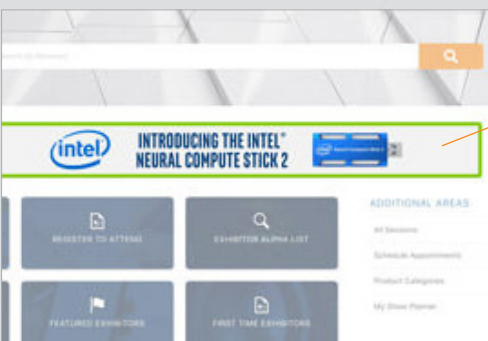 intel
INTRODUCING THE INTEL®
NEURAL COMPUTE STICK 2
REGISTER TO ATTEND
EXHIBITOR ALPHA LIST
ADDITIONAL AREAS
All Sessions
Schedule Appointments
Product Categories
My Show Planner
FEATURED EXHIBITORS
FIRST TIME EXHIBITORS